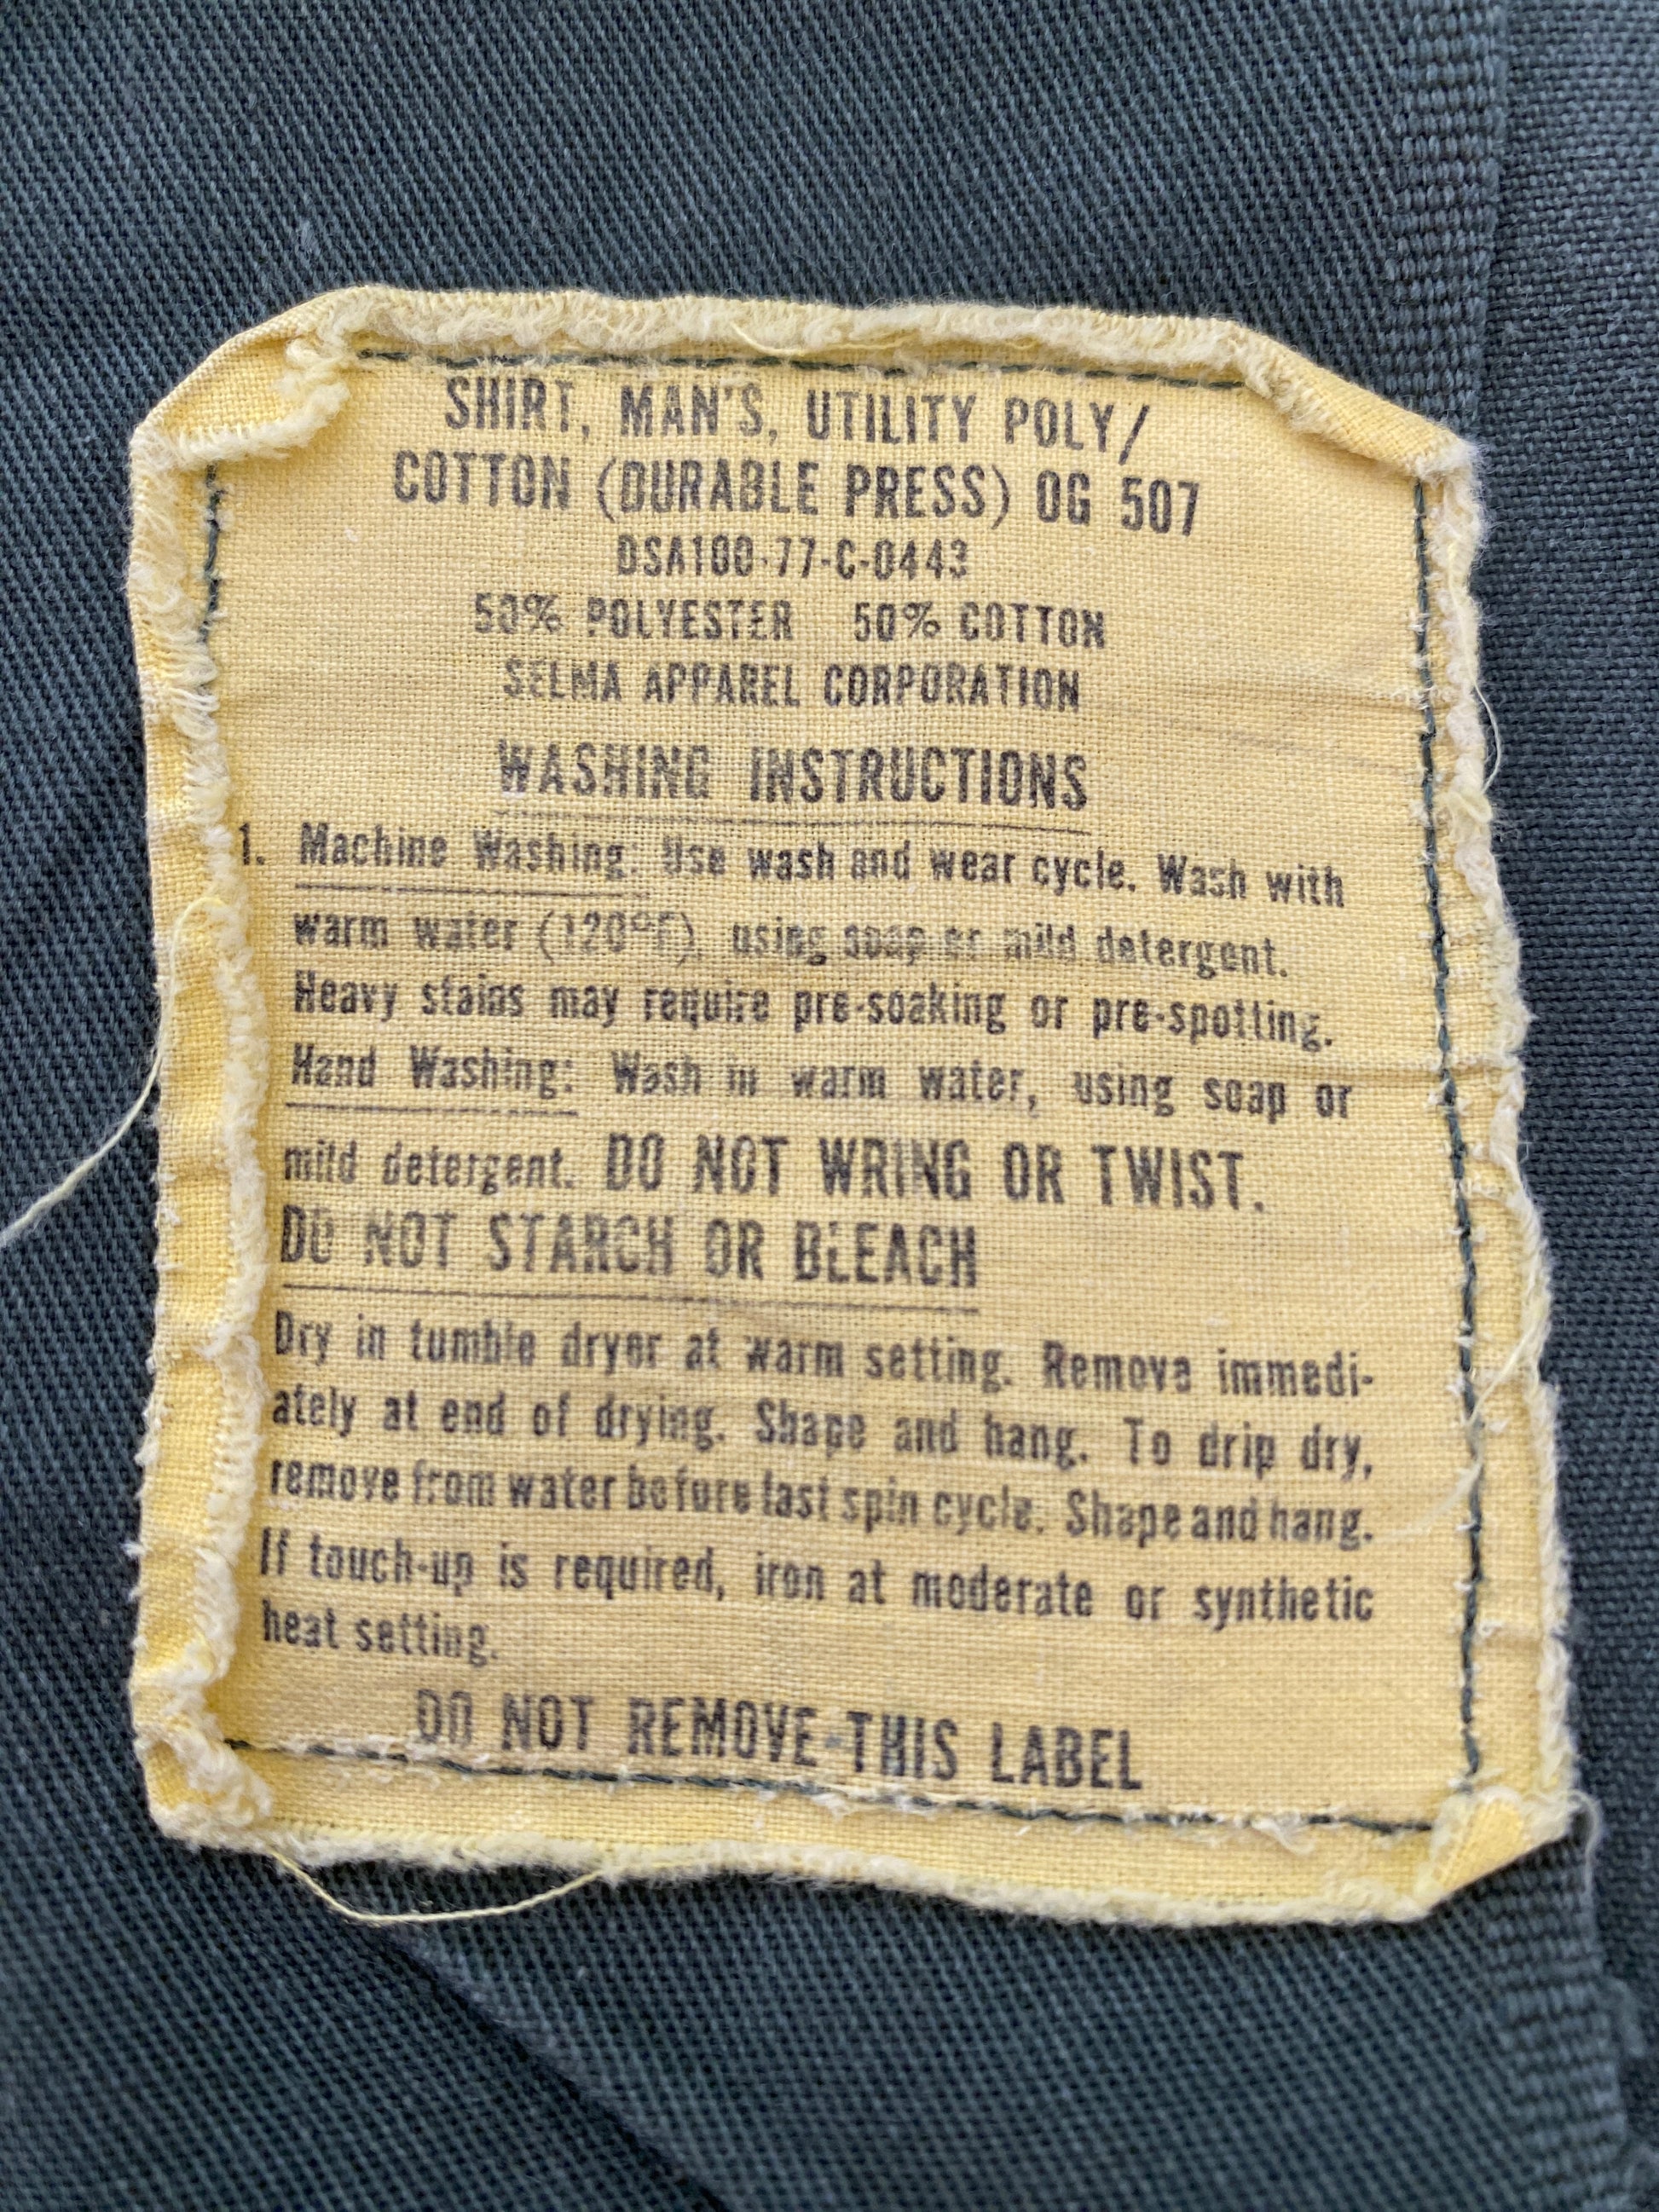 SHIRT, MAN'S, UTILITY POLY/
COTTON (DURABLE PRESS) OG 507
DSA100-77-C-0443
50% POLYESTER 50% COTTON
SELMA APPAREL CORPORATION
WASHING INSTRUCTIONS
1. Machine Washing: Use wash and wear cycle. Wash with
warm water (120°F), using soap or mild detergent.
Heavy stains may require pre-soaking or pre-spotting.
Hand Washing: Wash in warm water, using soap or
mild detergent. DO NOT WRING OR TWIST.
DO NOT STARCH OR BLEACH
Dry in tumble dryer at warm setting. Remove immedi-
ately at end of drying. Shape and hang. To drip dry,
remove from water before last spin cycle. Shape and hang.
If touch-up is required, iron at moderate or synthetic
heat setting.
DO NOT REMOVE THIS LABEL